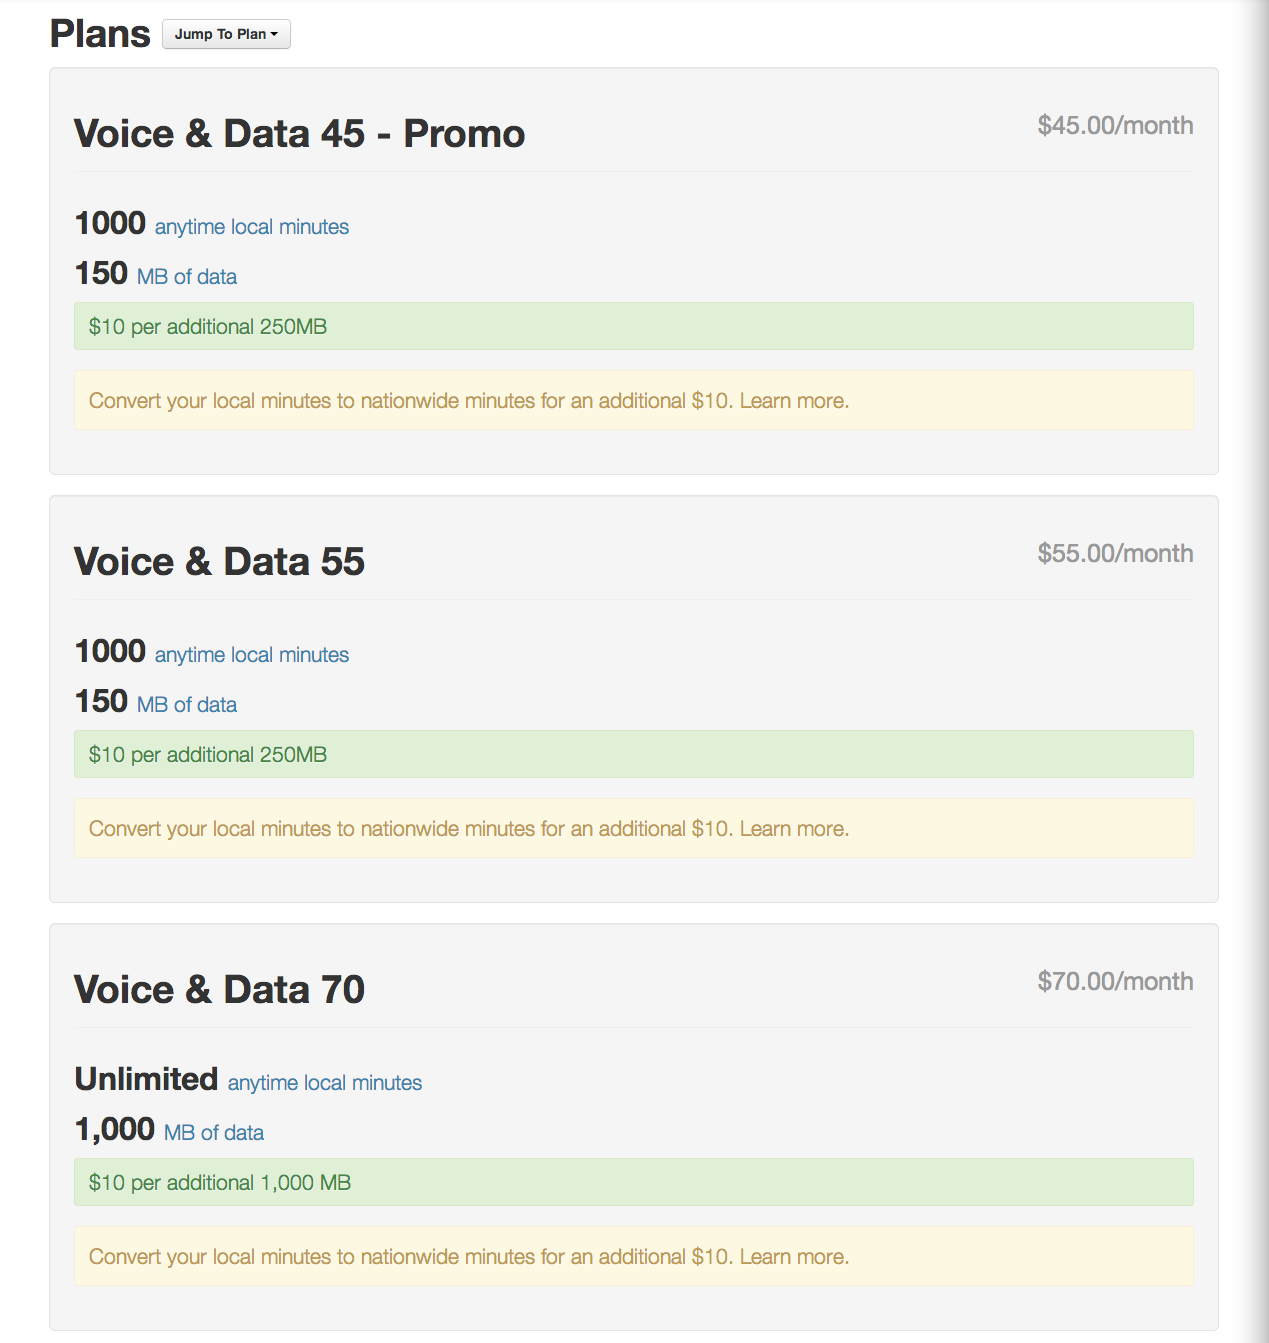 Plans Jump To Plan
Voice & Data 45 - Promo $45.00/month
1000 anytime local minutes
150 MB of data
$10 per additional 250MB
Convert your local minutes to nationwide minutes for an additional $10. Learn more.
Voice & Data 55 $55.00/month
1000 anytime local minutes
150 MB of data
$10 per additional 250MB
Convert your local minutes to nationwide minutes for an additional $10. Learn more.
Voice & Data 70 $70.00/month
Unlimited anytime local minutes
1,000 MB of data
$10 per additional 1,000 MB
Convert your local minutes to nationwide minutes for an additional $10. Learn more.